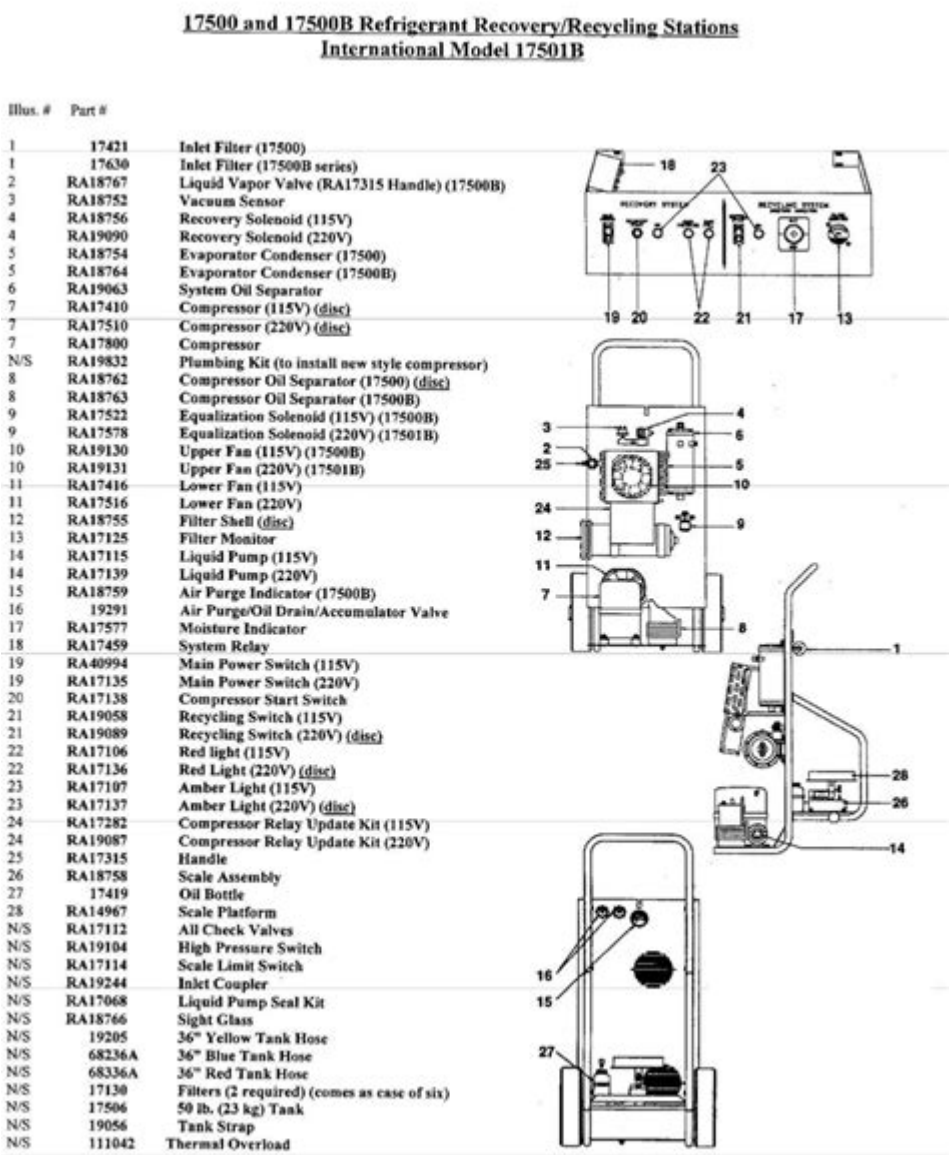 17500 and 17500B Refrigerant Recovery/Recycling Stations
International Model 17501B
Illus. # Part #
1 17421 Inlet Filter (17500)
1 17630 Inlet Filter (17500B series)
2 RA18767 Liquid Vapor Valve (RA17315 Handle) (17500B)
3 RA18752 Vacuum Sensor
4 RA18756 Recovery Solenoid (115V)
4 RA19090 Recovery Solenoid (220V)
5 RA18754 Evaporator Condenser (17500)
5 RA18764 Evaporator Condenser (17500B)
6 RA19063 System Oil Separator
7 RA17410 Compressor (115V) (disc)
7 RA17510 Compressor (220V) (disc)
7 RA17800 Compressor
N/S RA19832 Plumbing Kit (to install new style compressor)
8 RA18762 Compressor Oil Separator (17500) (disc)
8 RA18763 Compressor Oil Separator (17500B)
9 RA17522 Equalization Solenoid (115V) (17500B)
9 RA17578 Equalization Solenoid (220V) (17501B)
10 RA19130 Upper Fan (115V) (17500B)
10 RA19131 Upper Fan (220V) (17501B)
11 RA17416 Lower Fan (115V)
11 RA17516 Lower Fan (220V)
12 RA18755 Filter Shell (disc)
13 RA17125 Filter Monitor
14 RA17115 Liquid Pump (115V)
14 RA17139 Liquid Pump (220V)
15 RA18759 Air Purge Indicator (17500B)
16 19291 Air Purge/Oil Drain/Accumulator Valve
17 RA17577 Moisture Indicator
18 RA17459 System Relay
19 RA40994 Main Power Switch (115V)
19 RA17135 Main Power Switch (220V)
20 RA17138 Compressor Start Switch
21 RA19058 Recycling Switch (115V)
21 RA19089 Recycling Switch (220V) (disc)
22 RA17106 Red light (115V)
22 RA17136 Red Light (220V) (disc)
23 RA17107 Amber Light (115V)
23 RA17137 Amber Light (220V) (disc)
24 RA17282 Compressor Relay Update Kit (115V)
24 RA19087 Compressor Relay Update Kit (220V)
25 RA17315 Handle
26 RA18758 Scale Assembly
27 17419 Oil Bottle
28 RA14967 Scale Platform
N/S RA17112 All Check Valves
N/S RA19104 High Pressure Switch
N/S RA17114 Scale Limit Switch
N/S RA19244 Inlet Coupler
N/S RA17068 Liquid Pump Seal Kit
N/S RA18766 Sight Glass
N/S 19205 36" Yellow Tank Hose
N/S 68236A 36" Blue Tank Hose
N/S 68336A 36" Red Tank Hose
N/S 17130 Filters (2 required) (comes as case of six)
N/S 17506 50 lb. (23 kg) Tank
N/S 19056 Tank Strap
N/S 111042 Thermal Overload
18 23
RECOVERY SYSTEM RECYCLING SYSTEM
19 20 22 21 17 13
3 4
6
2
25 5
10
24
9
12
11
7
8
1
28
26
14
16
15
27